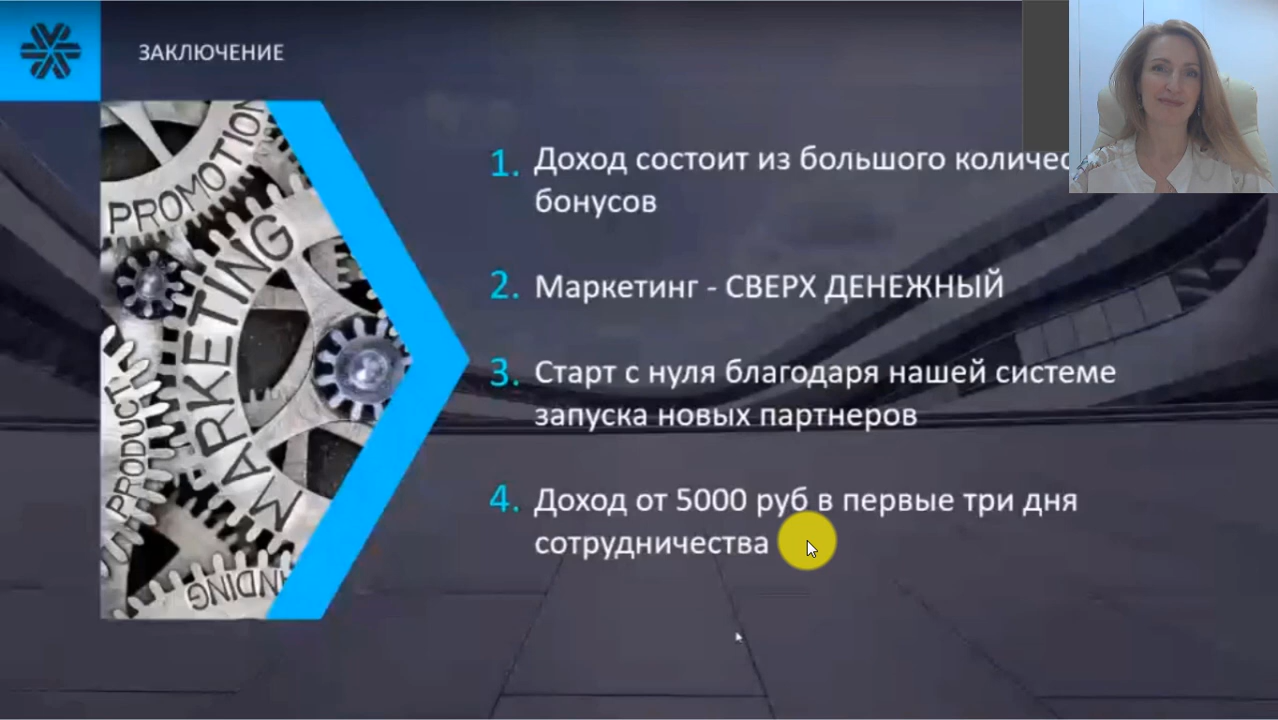 ЗАКЛЮЧЕНИЕ
1. Доход состоит из большого
бонусов
2. Маркетинг - СВЕРХ ДЕНЕЖНЫЙ
3. Старт с нуля благодаря нашей системе
запуска новых партнеров
4. Доход от 5000 руб в первые три дня
сотрудничества
PROMOTION
MARKETING
PRODUCT